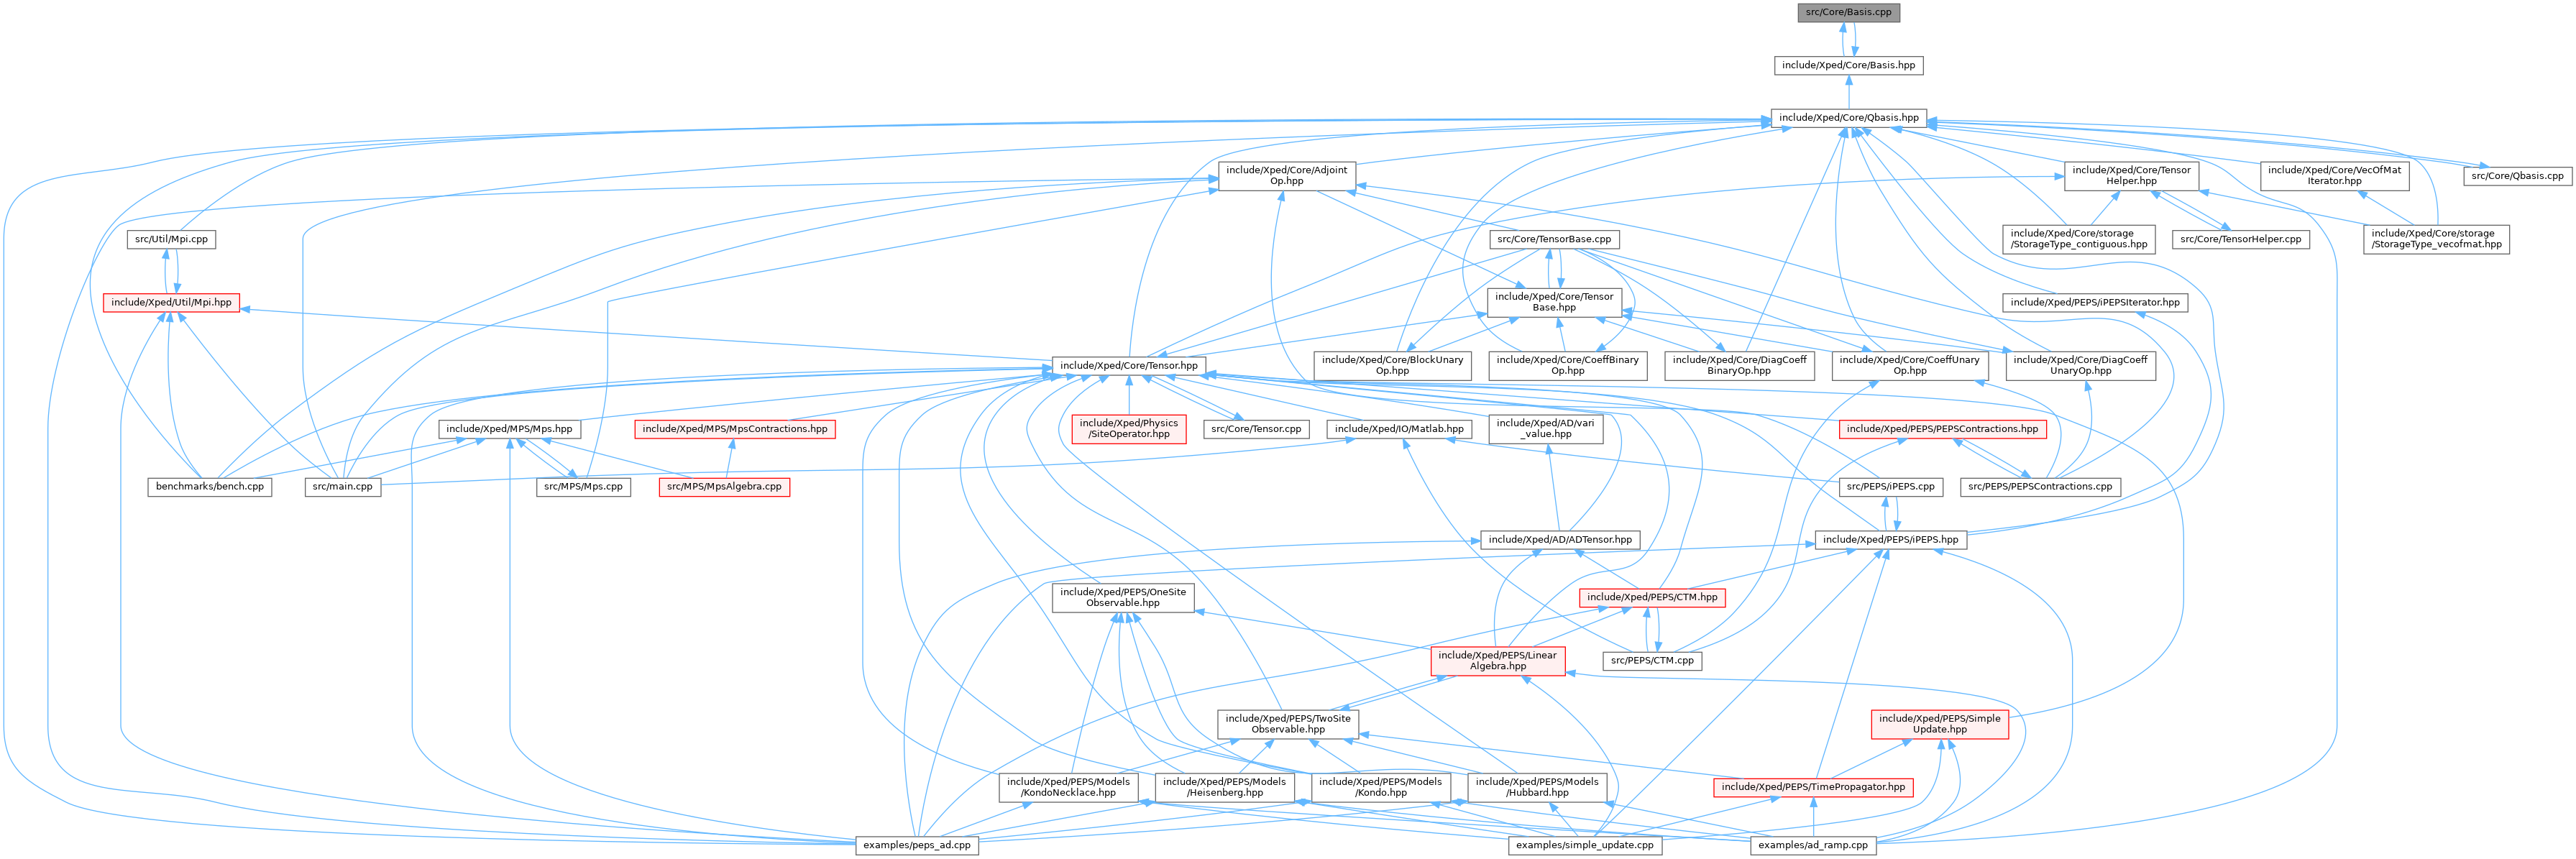 src/Core/Basis.cpp
include/Xped/Core/Basis.hpp
include/Xped/Core/Qbasis.hpp
include/Xped/Core/Adjoint
Op.hpp
include/Xped/Core/Tensor
Helper.hpp
include/Xped/Core/VecOfMat
Iterator.hpp
src/Core/Qbasis.cpp
src/Util/Mpi.cpp
src/Core/TensorBase.cpp
include/Xped/Core/storage
/StorageType_contiguous.hpp
src/Core/TensorHelper.cpp
include/Xped/Core/storage
/StorageType_vecofmat.hpp
include/Xped/Util/Mpi.hpp
include/Xped/Core/Tensor
Base.hpp
include/Xped/PEPS/iPEPSIterator.hpp
include/Xped/Core/Tensor.hpp
include/Xped/Core/BlockUnary
Op.hpp
include/Xped/Core/CoeffBinary
Op.hpp
include/Xped/Core/DiagCoeff
BinaryOp.hpp
include/Xped/Core/CoeffUnary
Op.hpp
include/Xped/Core/DiagCoeff
UnaryOp.hpp
include/Xped/MPS/Mps.hpp
include/Xped/MPS/MpsContractions.hpp
include/Xped/Physics
/SiteOperator.hpp
src/Core/Tensor.cpp
include/Xped/IO/Matlab.hpp
include/Xped/AD/vari
_value.hpp
include/Xped/PEPS/PEPSContractions.hpp
benchmarks/bench.cpp
src/main.cpp
src/MPS/Mps.cpp
src/MPS/MpsAlgebra.cpp
src/PEPS/iPEPS.cpp
src/PEPS/PEPSContractions.cpp
include/Xped/AD/ADTensor.hpp
include/Xped/PEPS/iPEPS.hpp
include/Xped/PEPS/OneSite
Observable.hpp
include/Xped/PEPS/CTM.hpp
include/Xped/PEPS/Linear
Algebra.hpp
src/PEPS/CTM.cpp
include/Xped/PEPS/TwoSite
Observable.hpp
include/Xped/PEPS/Simple
Update.hpp
include/Xped/PEPS/Models
/KondoNecklace.hpp
include/Xped/PEPS/Models
/Heisenberg.hpp
include/Xped/PEPS/Models
/Kondo.hpp
include/Xped/PEPS/Models
/Hubbard.hpp
include/Xped/PEPS/TimePropagator.hpp
examples/peps_ad.cpp
examples/simple_update.cpp
examples/ad_ramp.cpp